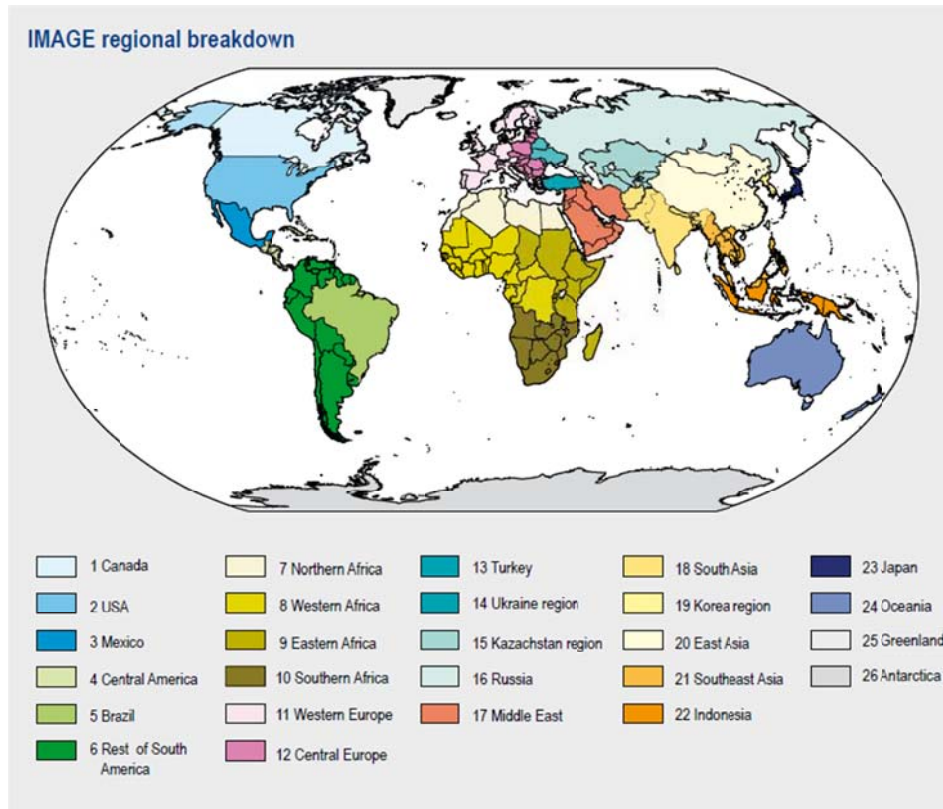 IMAGE regional breakdown
1 Canada
2 USA
3 Mexico
4 Central America
5 Brazil
6 Rest of South
America
7 Northern Africa
8 Western Africa
9 Eastern Africa
10 Southern Africa
11 Western Europe
12 Central Europe
13 Turkey
14 Ukraine region
15 Kazachstan region
16 Russia
17 Middle East
18 South Asia
19 Korea region
20 East Asia
21 Southeast Asia
22 Indonesia
23 Japan
24 Oceania
25 Greenland
26 Antarctica